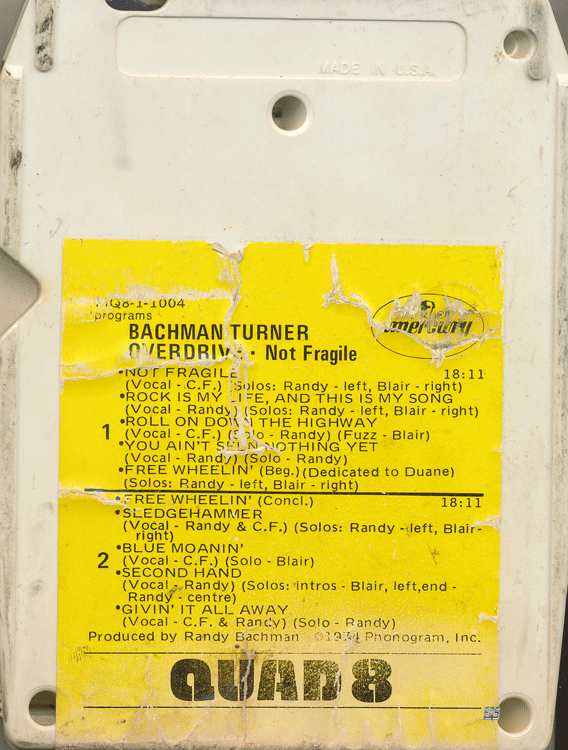 MADE IN U.S.A.
MQ8-1-1004
programs
mercury
BACHMAN TURNER
OVERDRIVE · Not Fragile
•NOT FRAGILE 18:11
(Vocal - C.F.) (Solos: Randy - left, Blair - right)
•ROCK IS MY LIFE, AND THIS IS MY SONG
(Vocal - Randy) (Solos: Randy - left, Blair - right)
•ROLL ON DOWN THE HIGHWAY
1 (Vocal - C.F.) (Solo - Randy) (Fuzz - Blair)
•YOU AIN'T SEEN NOTHING YET
(Vocal - Randy) (Solo - Randy)
•FREE WHEELIN' (Beg.) (Dedicated to Duane)
(Solos: Randy - left, Blair - right)
•FREE WHEELIN' (Concl.) 18:11
•SLEDGEHAMMER
(Vocal - Randy & C.F.) (Solos: Randy - left, Blair-
right)
•BLUE MOANIN'
2 (Vocal - C.F.) (Solo - Blair)
•SECOND HAND
(Vocal - Randy) (Solos: intros - Blair, left, end -
Randy - centre)
•GIVIN' IT ALL AWAY
(Vocal - C.F. & Randy) (Solo - Randy)
Produced by Randy Bachman Phonogram, Inc.
QUAD 8